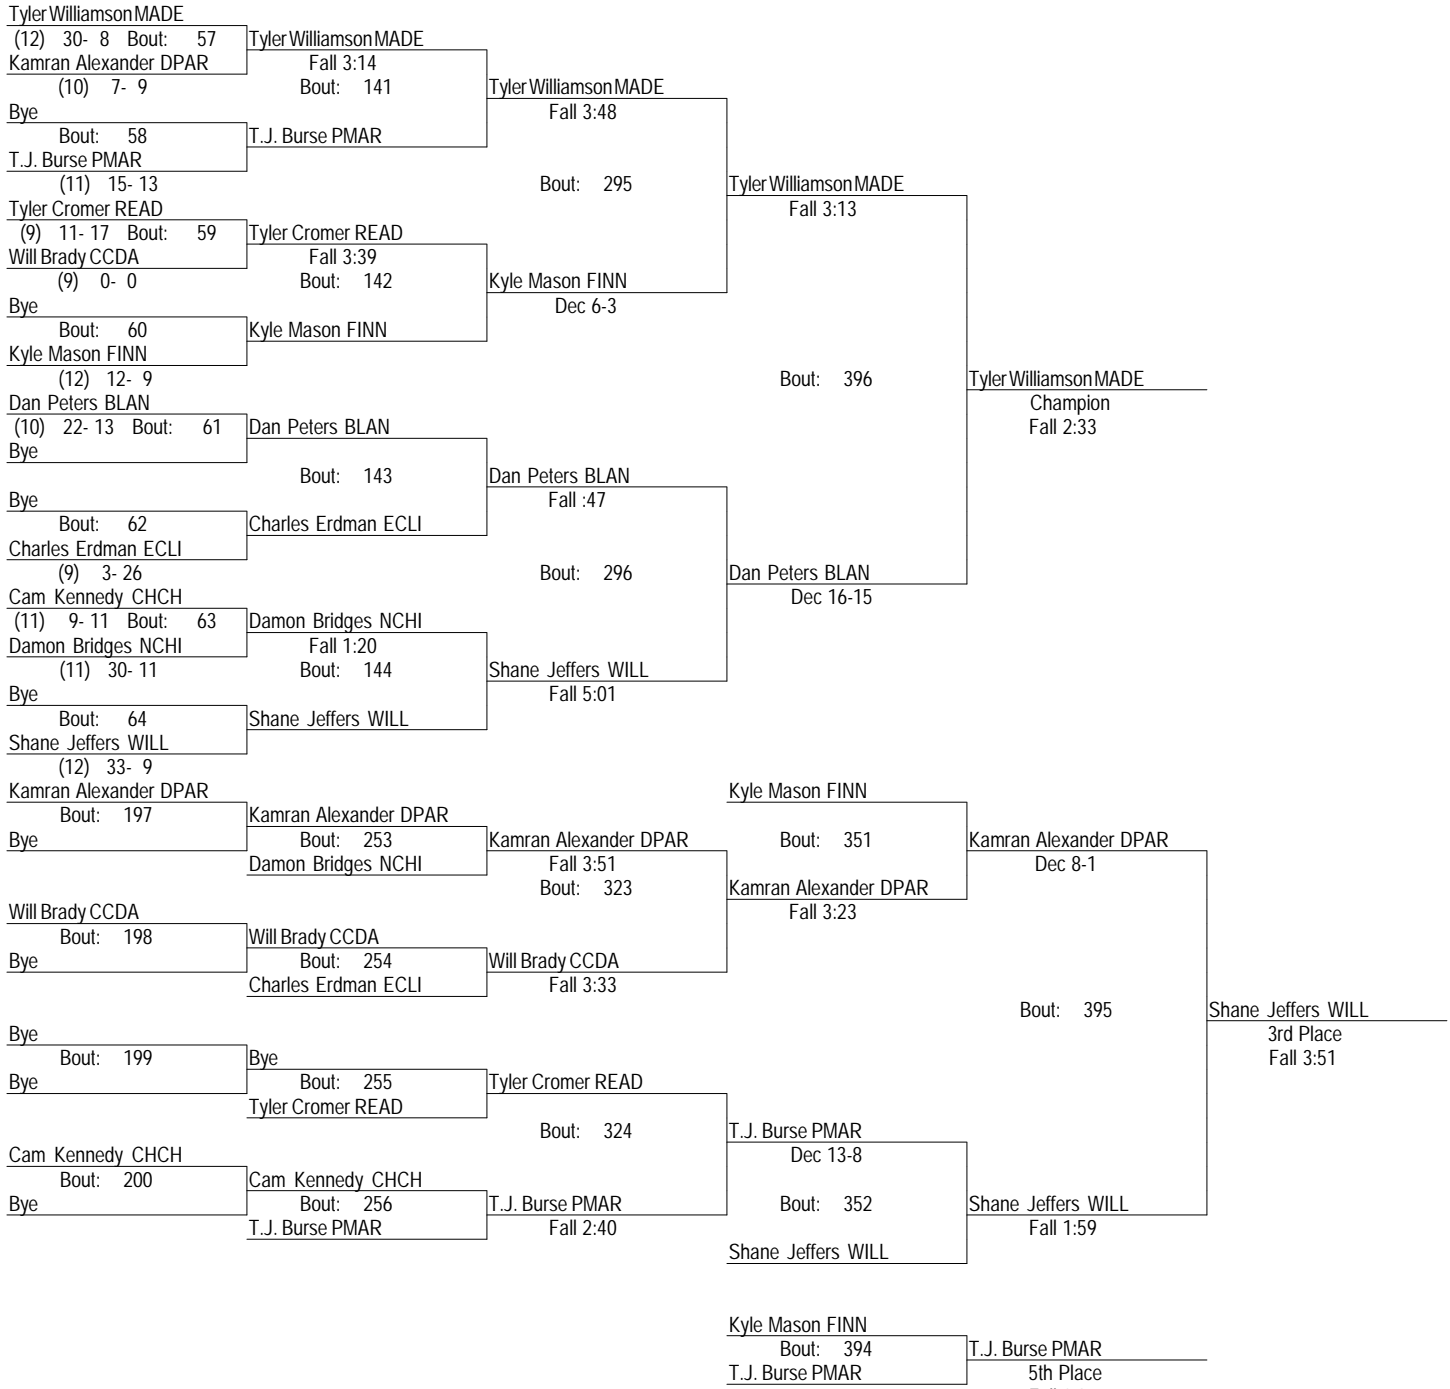 Tyler Williamson MADE
(12) 30- 8 Bout: 57 Tyler Williamson MADE
Kamran Alexander DPAR Fall 3:14
(10) 7- 9 Bout: 141 Tyler Williamson MADE
Bye Fall 3:48
Bout: 58 T.J. Burse PMAR
T.J. Burse PMAR
(11) 15- 13 Bout: 295 Tyler Williamson MADE
Tyler Cromer READ Fall 3:13
(9) 11- 17 Bout: 59 Tyler Cromer READ
Will Brady CCDA Fall 3:39
(9) 0- 0 Bout: 142 Kyle Mason FINN
Bye Dec 6-3
Bout: 60 Kyle Mason FINN
Kyle Mason FINN
(12) 12- 9 Bout: 396 Tyler Williamson MADE
Dan Peters BLAN Champion
(10) 22- 13 Bout: 61 Dan Peters BLAN Fall 2:33
Bye
Bout: 143 Dan Peters BLAN
Bye Fall :47
Bout: 62 Charles Erdman ECLI
Charles Erdman ECLI
(9) 3- 26 Bout: 296 Dan Peters BLAN
Cam Kennedy CHCH Dec 16-15
(11) 9- 11 Bout: 63 Damon Bridges NCHI
Damon Bridges NCHI Fall 1:20
(11) 30- 11 Bout: 144 Shane Jeffers WILL
Bye Fall 5:01
Bout: 64 Shane Jeffers WILL
Shane Jeffers WILL
(12) 33- 9
Kamran Alexander DPAR Kyle Mason FINN
Bout: 197 Kamran Alexander DPAR
Bye Bout: 253 Kamran Alexander DPAR Bout: 351 Kamran Alexander DPAR
Damon Bridges NCHI Fall 3:51 Dec 8-1
Bout: 323 Kamran Alexander DPAR
Will Brady CCDA Fall 3:23
Bout: 198 Will Brady CCDA
Bye Bout: 254 Will Brady CCDA
Charles Erdman ECLI Fall 3:33
Bout: 395 Shane Jeffers WILL
Bye 3rd Place
Bout: 199 Bye Fall 3:51
Bye Bout: 255 Tyler Cromer READ
Tyler Cromer READ
Bout: 324 T.J. Burse PMAR
Cam Kennedy CHCH Dec 13-8
Bout: 200 Cam Kennedy CHCH
Bye Bout: 256 T.J. Burse PMAR Bout: 352 Shane Jeffers WILL
T.J. Burse PMAR Fall 2:40 Fall 1:59
Shane Jeffers WILL
Kyle Mason FINN
Bout: 394 T.J. Burse PMAR
T.J. Burse PMAR 5th Place